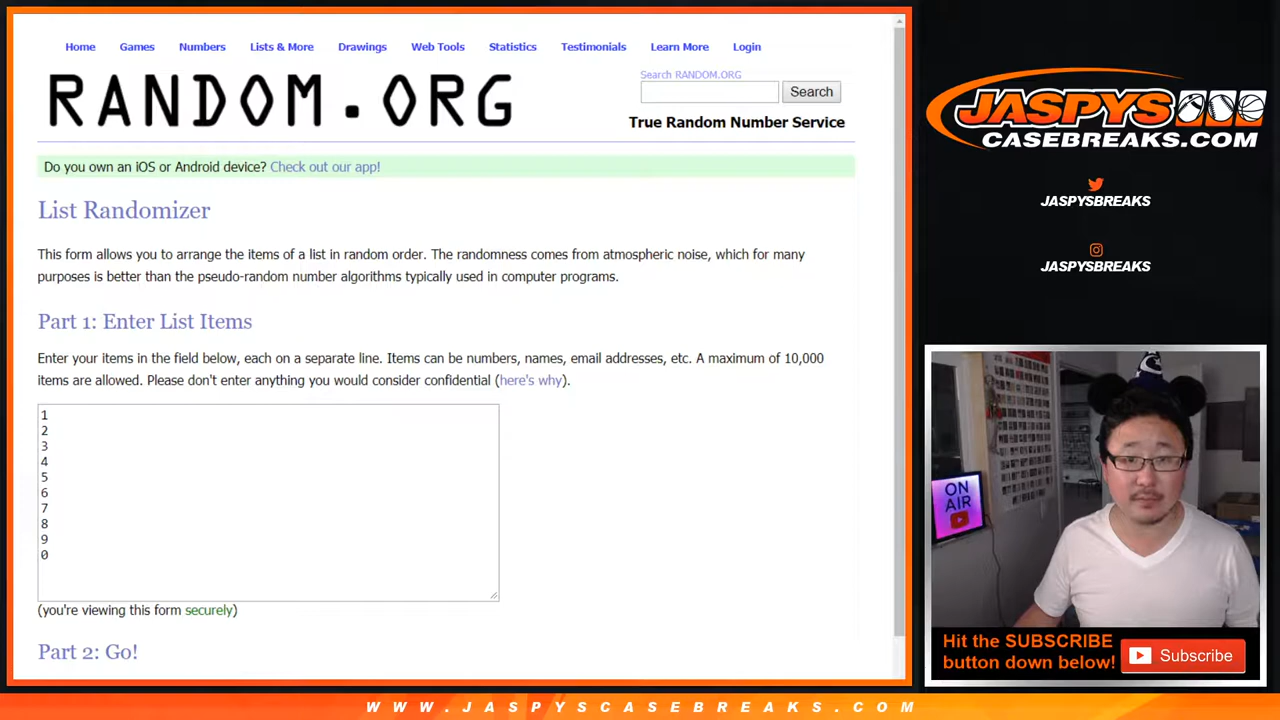 Home Games Numbers Lists & More Drawings Web Tools Statistics Testimonials Learn More Login
RANDOM.ORG
Search RANDOM.ORG
Search
True Random Number Service
Do you own an iOS or Android device? Check out our app!
List Randomizer
This form allows you to arrange the items of a list in random order. The randomness comes from atmospheric noise, which for many
purposes is better than the pseudo-random number algorithms typically used in computer programs.
Part 1: Enter List Items
Enter your items in the field below, each on a separate line. Items can be numbers, names, email addresses, etc. A maximum of 10,000
items are allowed. Please don't enter anything you would consider confidential (here's why).
1
2
3
4
5
6
7
8
9
0
(you're viewing this form securely)
Part 2: Go!
JASPYS
CASEBREAKS.COM
JASPYSBREAKS
JASPYSBREAKS
ON
AIR
Hit the SUBSCRIBE
button down below!
Subscribe
WWW.JASPYSCASEBREAKS.COM